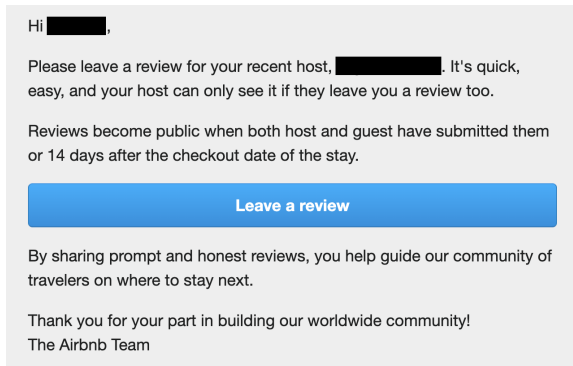 Hi ,
Please leave a review for your recent host, . It's quick,
easy, and your host can only see it if they leave you a review too.
Reviews become public when both host and guest have submitted them
or 14 days after the checkout date of the stay.
Leave a review
By sharing prompt and honest reviews, you help guide our community of
travelers on where to stay next.
Thank you for your part in building our worldwide community!
The Airbnb Team